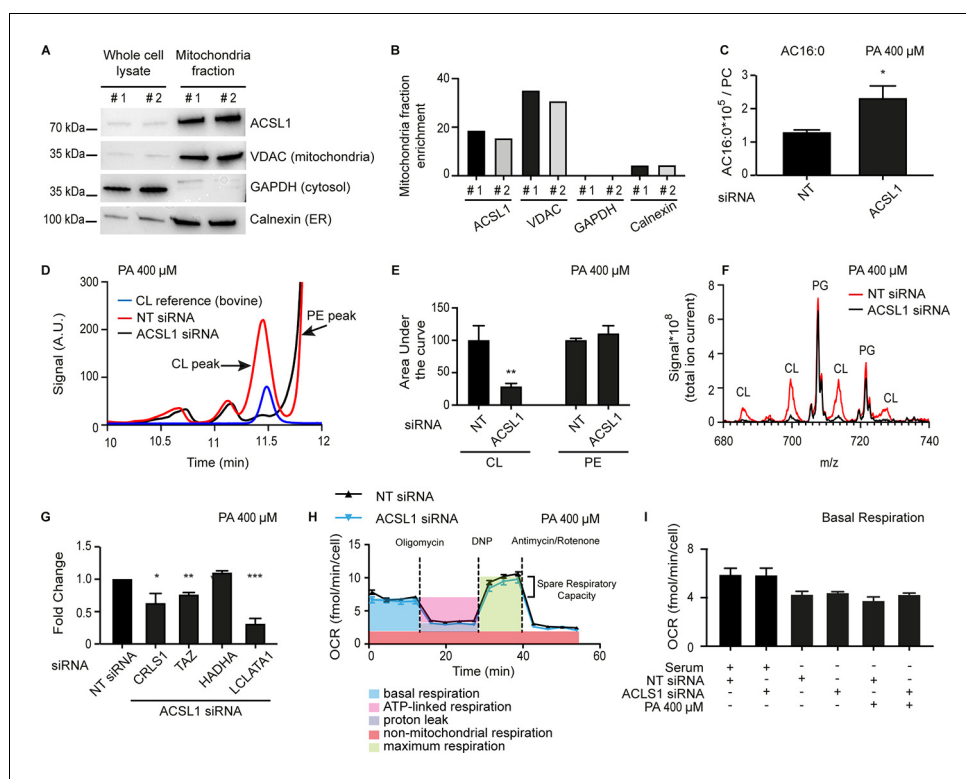 A
Whole cell lysate
Mitochondria fraction
# 1 # 2 # 1 # 2
70 kDa
ACSL1
35 kDa
VDAC (mitochondria)
35 kDa
GAPDH (cytosol)
100 kDa
Calnexin (ER)
B
Mitochondria fraction enrichment
40
20
0
# 1 # 2 # 1 # 2 # 1 # 2 # 1 # 2
ACSL1 VDAC GAPDH Calnexin
C
AC16:0 PA 400 µM
AC16:0*10⁵ / PC
3
2
1
0
*
siRNA NT ACSL1
D
PA 400 µM
Signal (A.U.)
300
200
100
0
CL reference (bovine)
NT siRNA
ACSL1 siRNA
PE peak
CL peak
10 10.5 11 11.5 12
Time (min)
E
PA 400 µM
Area Under the curve
150
100
50
0
**
siRNA NT ACSL1 NT ACSL1
CL PE
F
PA 400 µM
NT siRNA
ACSL1 siRNA
Signal*10⁸ (total ion current)
8
6
4
2
0
CL CL PG CL PG CL
680 700 720 740
m/z
G
PA 400 µM
Fold Change
1.5
1.0
0.5
0.0
* ** * ***
siRNA NT siRNA CRLS1 TAZ HADHA LCLATA1
ACSL1 siRNA
H
NT siRNA
ACSL1 siRNA
PA 400 µM
Oligomycin DNP Antimycin/Rotenone
OCR (fmol/min/cell)
15
10
5
0
Spare Respiratory Capacity
0 20 40 60
Time (min)
basal respiration
ATP-linked respiration
proton leak
non-mitochondrial respiration
maximum respiration
I
Basal Respiration
OCR (fmol/min/cell)
8
4
0
Serum + + - - - -
NT siRNA + - + - + -
ACLS1 siRNA - + - + - +
PA 400 µM - - - - + +